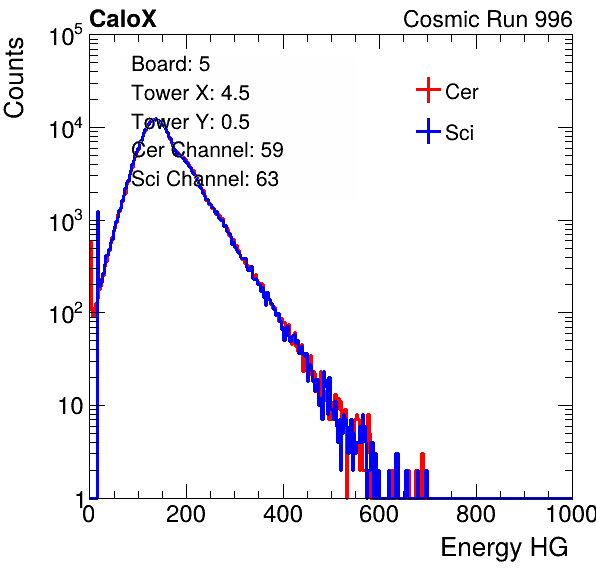 CaloX
Cosmic Run 996
Counts
10^5
10^4
10^3
10^2
10
1
Board: 5
Tower X: 4.5
Tower Y: 0.5
Cer Channel: 59
Sci Channel: 63
Cer
Sci
0 200 400 600 800 1000
Energy HG